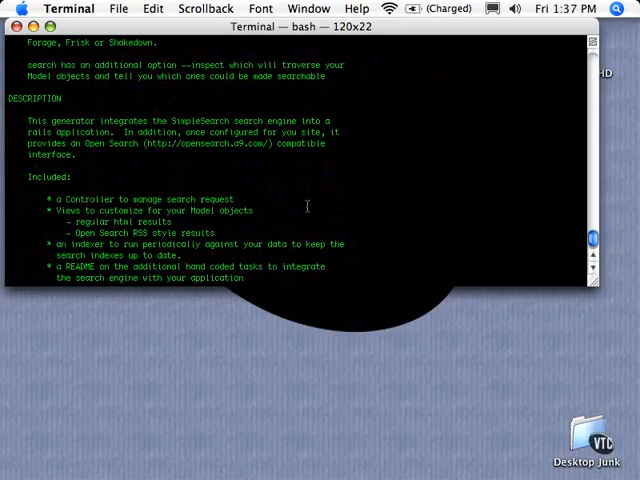 Terminal File Edit Scrollback Font Window Help (Charged) Fri 1:37 PM
Terminal — bash — 120x22
Forage, Frisk or Shakedown.
search has an additional option --inspect which will traverse your
Model objects and tell you which ones could be made searchable
DESCRIPTION
This generator integrates the SimpleSearch search engine into a
rails application. In addition, once configured for you site, it
provides an Open Search (http://opensearch.a9.com/) compatible
interface.
Included:
* a Controller to manage search request
* Views to customize for your Model objects
- regular html results
- Open Search RSS style results
* an indexer to run periodically against your data to keep the
search indexes up to date.
* a README on the additional hand coded tasks to integrate
the search engine with your application
HD
VTC
Desktop Junk